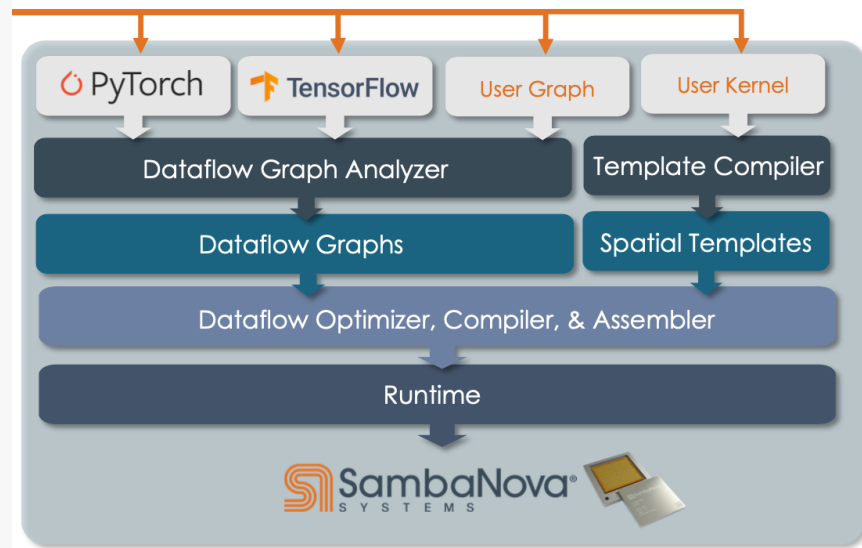 PyTorch
TensorFlow
User Graph
User Kernel
Dataflow Graph Analyzer
Template Compiler
Dataflow Graphs
Spatial Templates
Dataflow Optimizer, Compiler, & Assembler
Runtime
SambaNova®
SYSTEMS